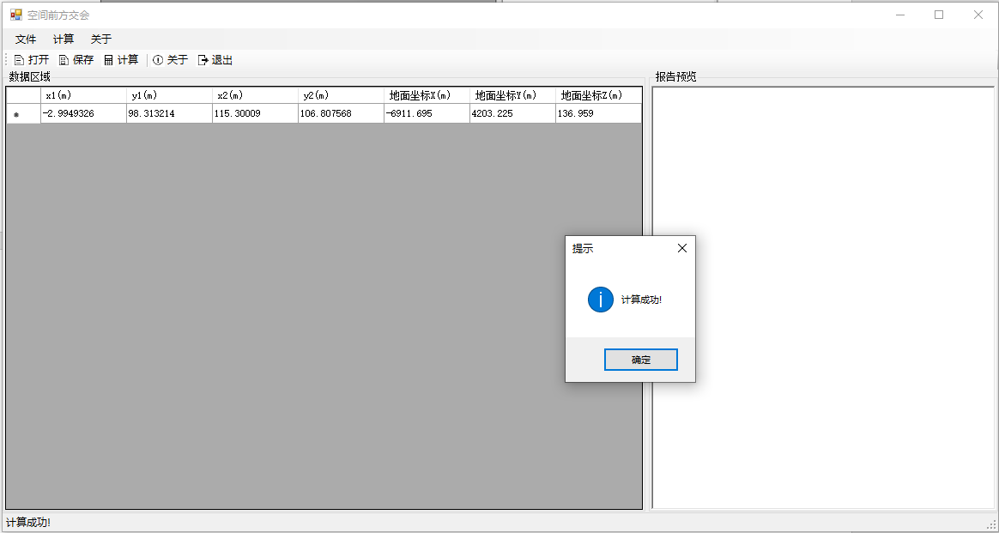 空间前方交会
文件 计算 关于
打开 保存 计算 关于 退出
数据区域
x1(m) y1(m) x2(m) y2(m) 地面坐标X(m) 地面坐标Y(m) 地面坐标Z(m)
-2.9949326 98.313214 115.30009 106.807568 -6911.695 4203.225 136.959
报告预览
提示
计算成功!
确定
计算成功!